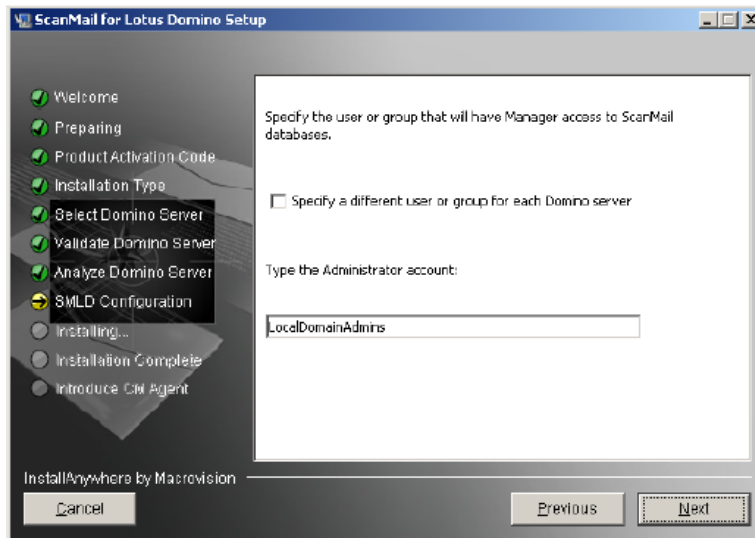 ScanMail for Lotus Domino Setup
Welcome
Preparing
Product Activation Code
Installation Type
Select Domino Server
Validate Domino Server
Analyze Domino Server
SMLD Configuration
Installing...
Installation Complete
Introduce CM Agent
Specify the user or group that will have Manager access to ScanMail
databases.
Specify a different user or group for each Domino server
Type the Administrator account:
LocalDomainAdmins
InstallAnywhere by Macrovision
Cancel
Previous
Next